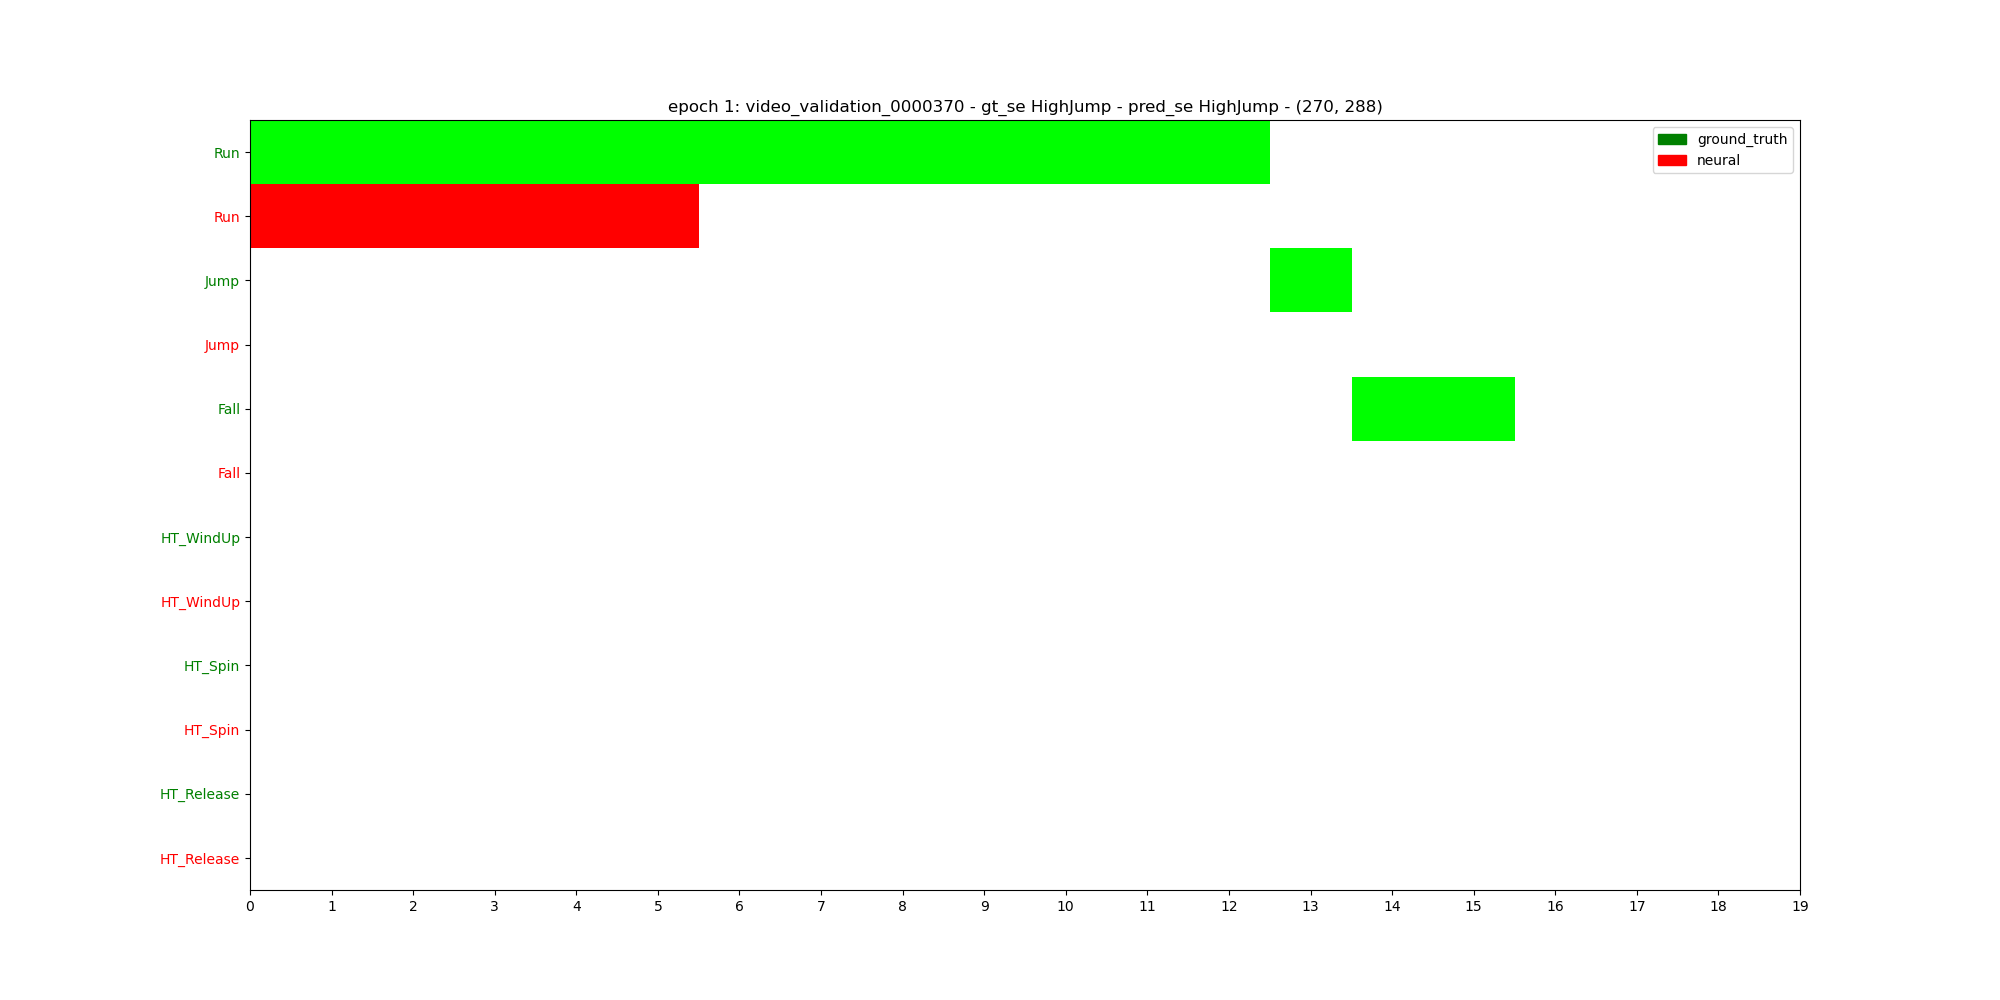 epoch 1: video_validation_0000370 - gt_se HighJump - pred_se HighJump - (270, 288)
ground_truth
neural
Run
Run
Jump
Jump
Fall
Fall
HT_WindUp
HT_WindUp
HT_Spin
HT_Spin
HT_Release
HT_Release
0 1 2 3 4 5 6 7 8 9 10 11 12 13 14 15 16 17 18 19